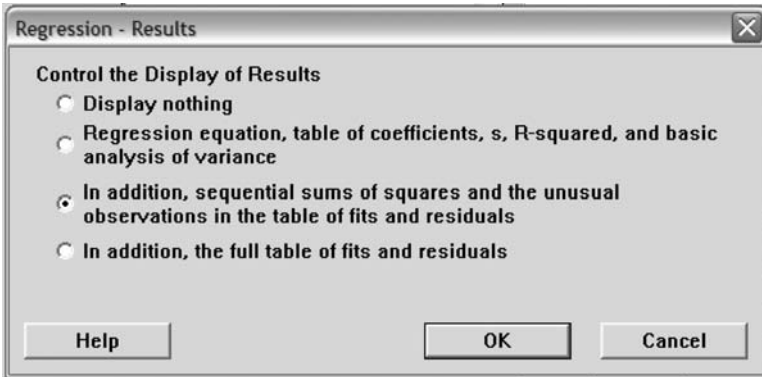 Regression - Results
Control the Display of Results
Display nothing
Regression equation, table of coefficients, s, R-squared, and basic
analysis of variance
In addition, sequential sums of squares and the unusual
observations in the table of fits and residuals
In addition, the full table of fits and residuals
Help
OK
Cancel